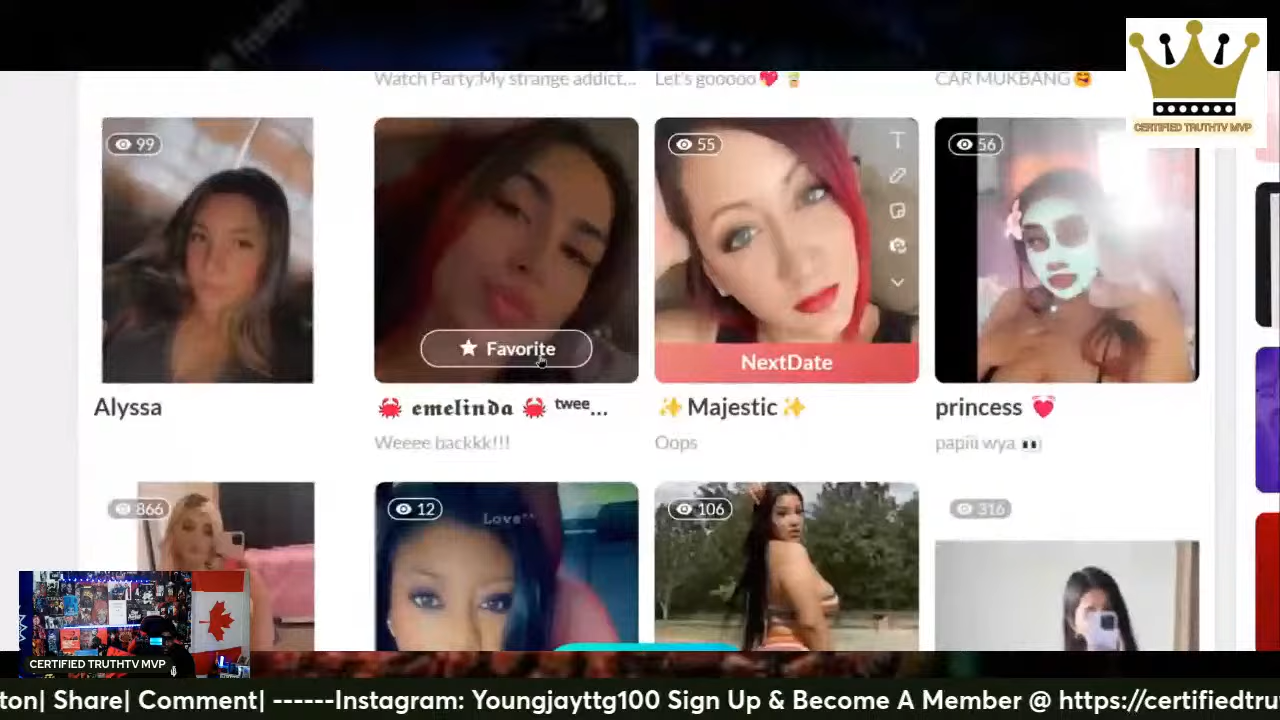 Watch Party:My strange addict...
Let's gooooo💖🧋
CAR MUKBANG😋
CERTIFIED TRUTHTV MVP
99
55
56
Favorite
NextDate
Alyssa
🦀 𝖊𝖒𝖊𝖑𝖎𝖓𝖉𝖆 🦀 ᵗʷᵉᵉ...
✨Majestic✨
princess 💓
Weeee backkk!!!
Oops
papiii wya 👀
866
12
106
316
Love
CERTIFIED TRUTHTV MVP
ton| Share| Comment| ------Instagram: Youngjayttg100 Sign Up & Become A Member @ https://certifiedtru